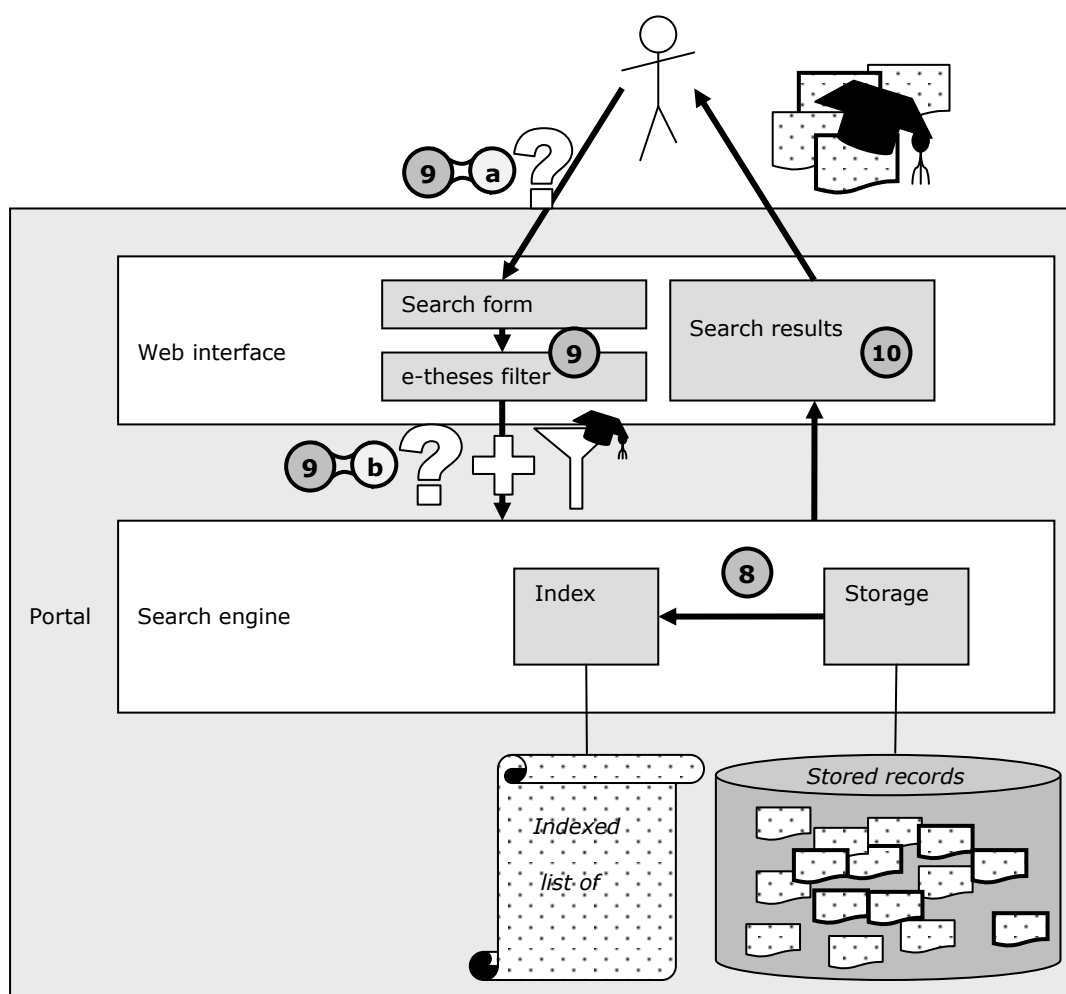 9 a
Search form
Search results
Web interface
9
10
e-theses filter
9 b
8
Index
Storage
Portal
Search engine
Stored records
Indexed
list of